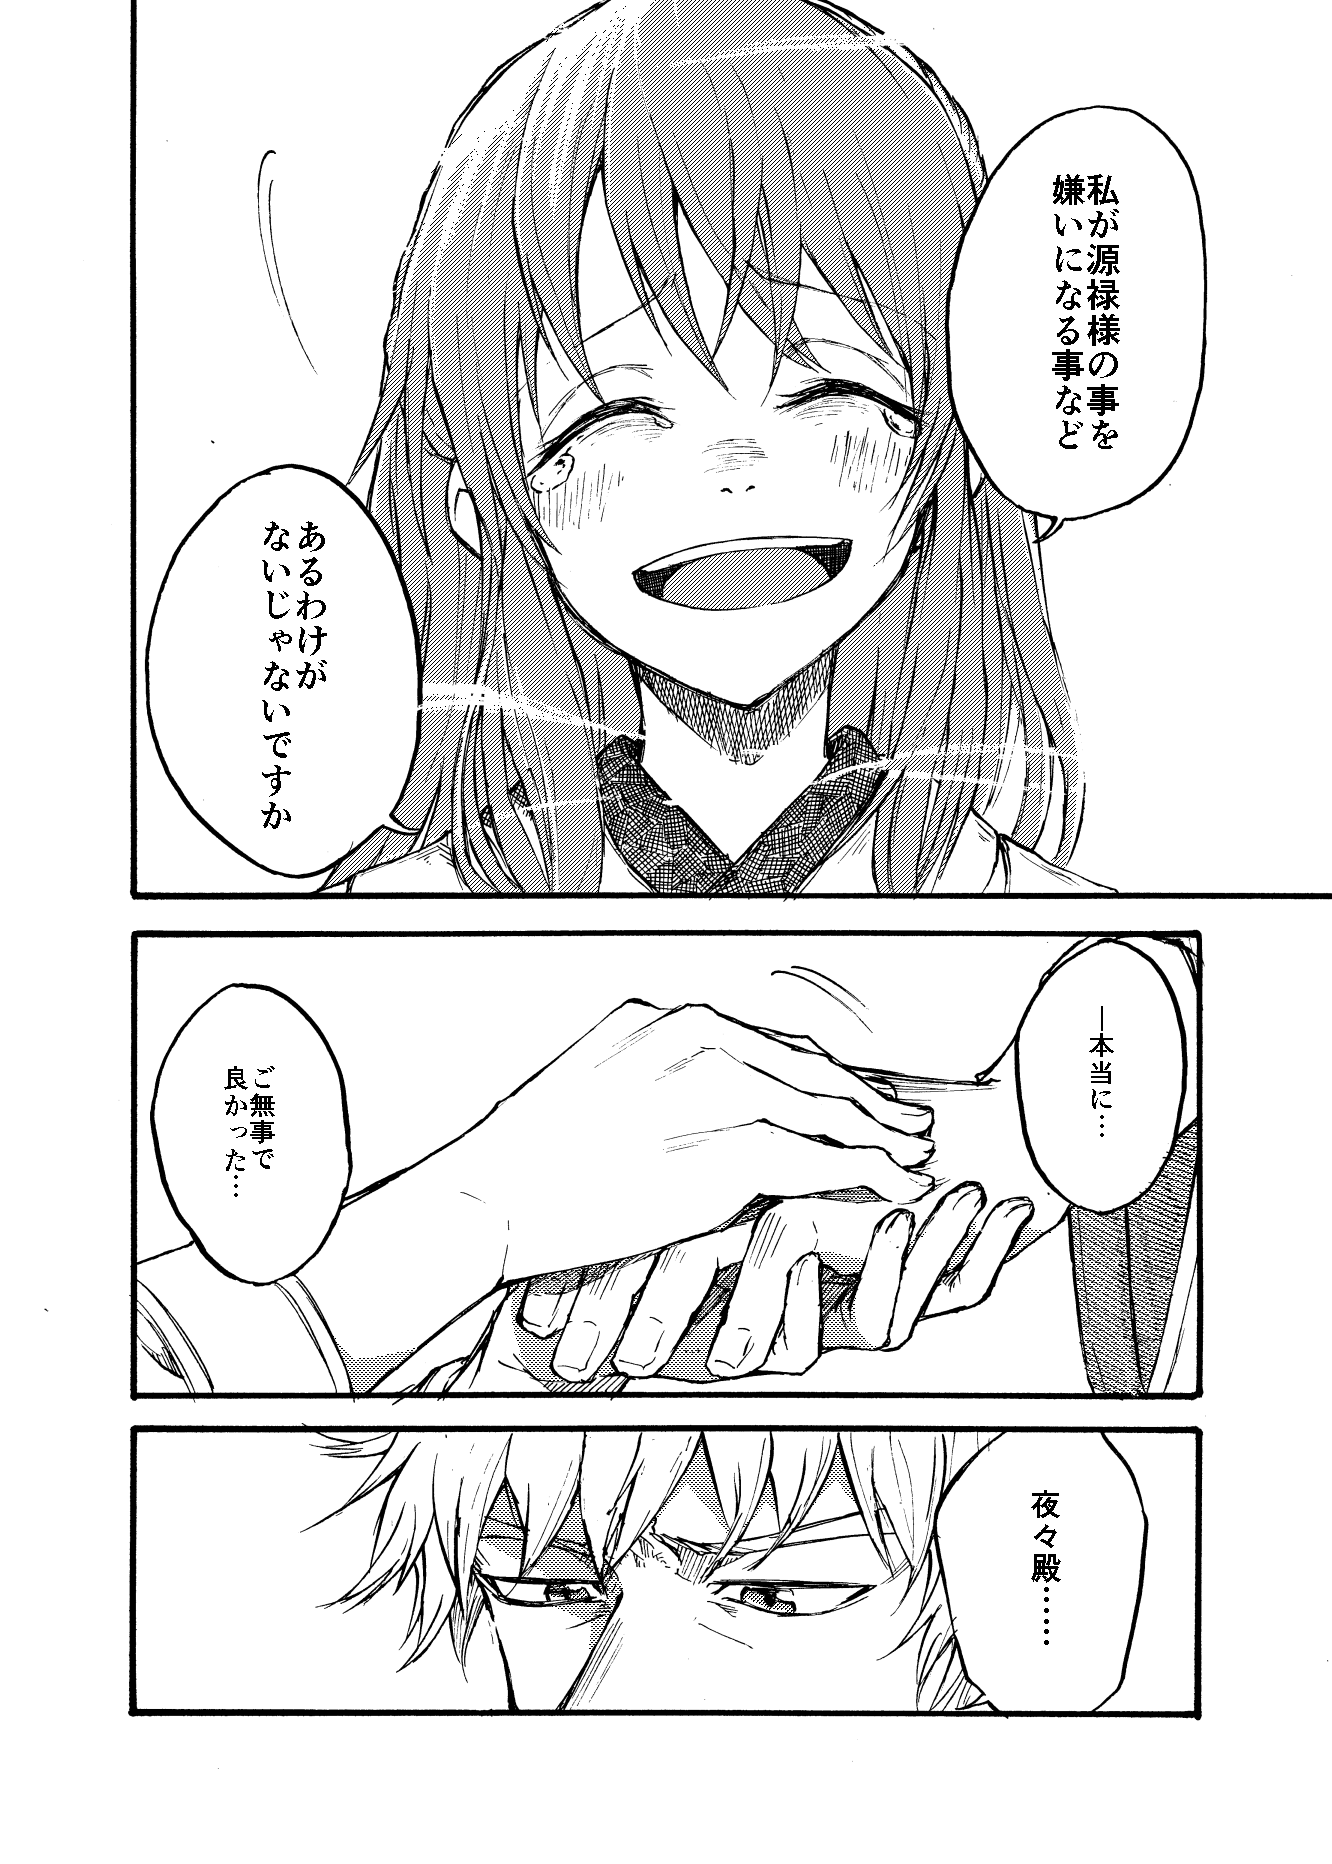 私が源禄様の事を
嫌いになる事など
あるわけが
ないじゃないですか
―本当に…
ご無事で
良かった…
夜々殿……